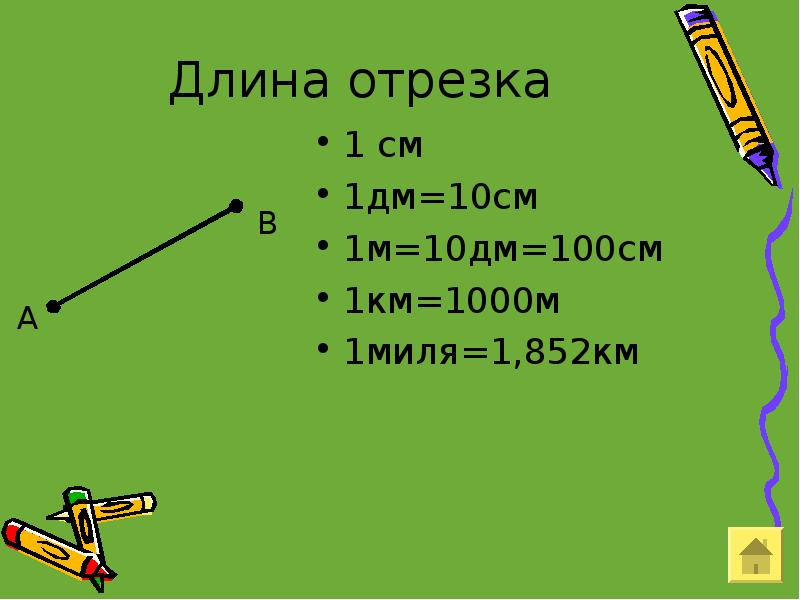 Длина отрезка
• 1 см
• 1дм=10см
• 1м=10дм=100см
• 1км=1000м
• 1миля=1,852км
В
А